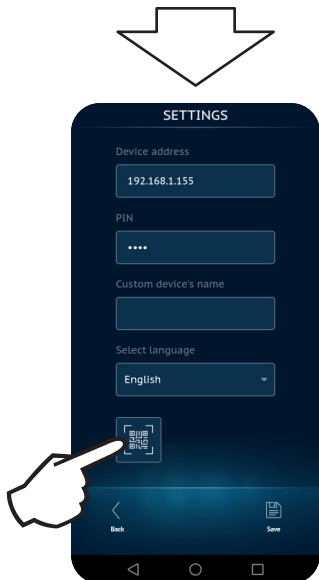 SETTINGS
Device address
192.168.1.155
PIN
••••
Custom device's name
Select language
English
Back
Save